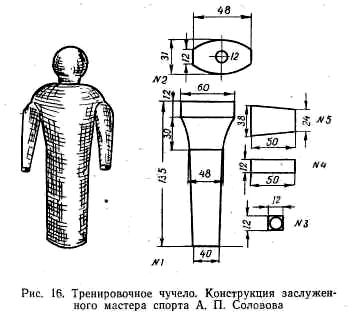 48
31
12
12
N2
60
12
30
135
48
40
N1
38
24
N5
50
12
N4
50
12
12
N3
Рис. 16. Тренировочное чучело. Конструкция заслужен-
ного мастера спорта А. П. Соловова